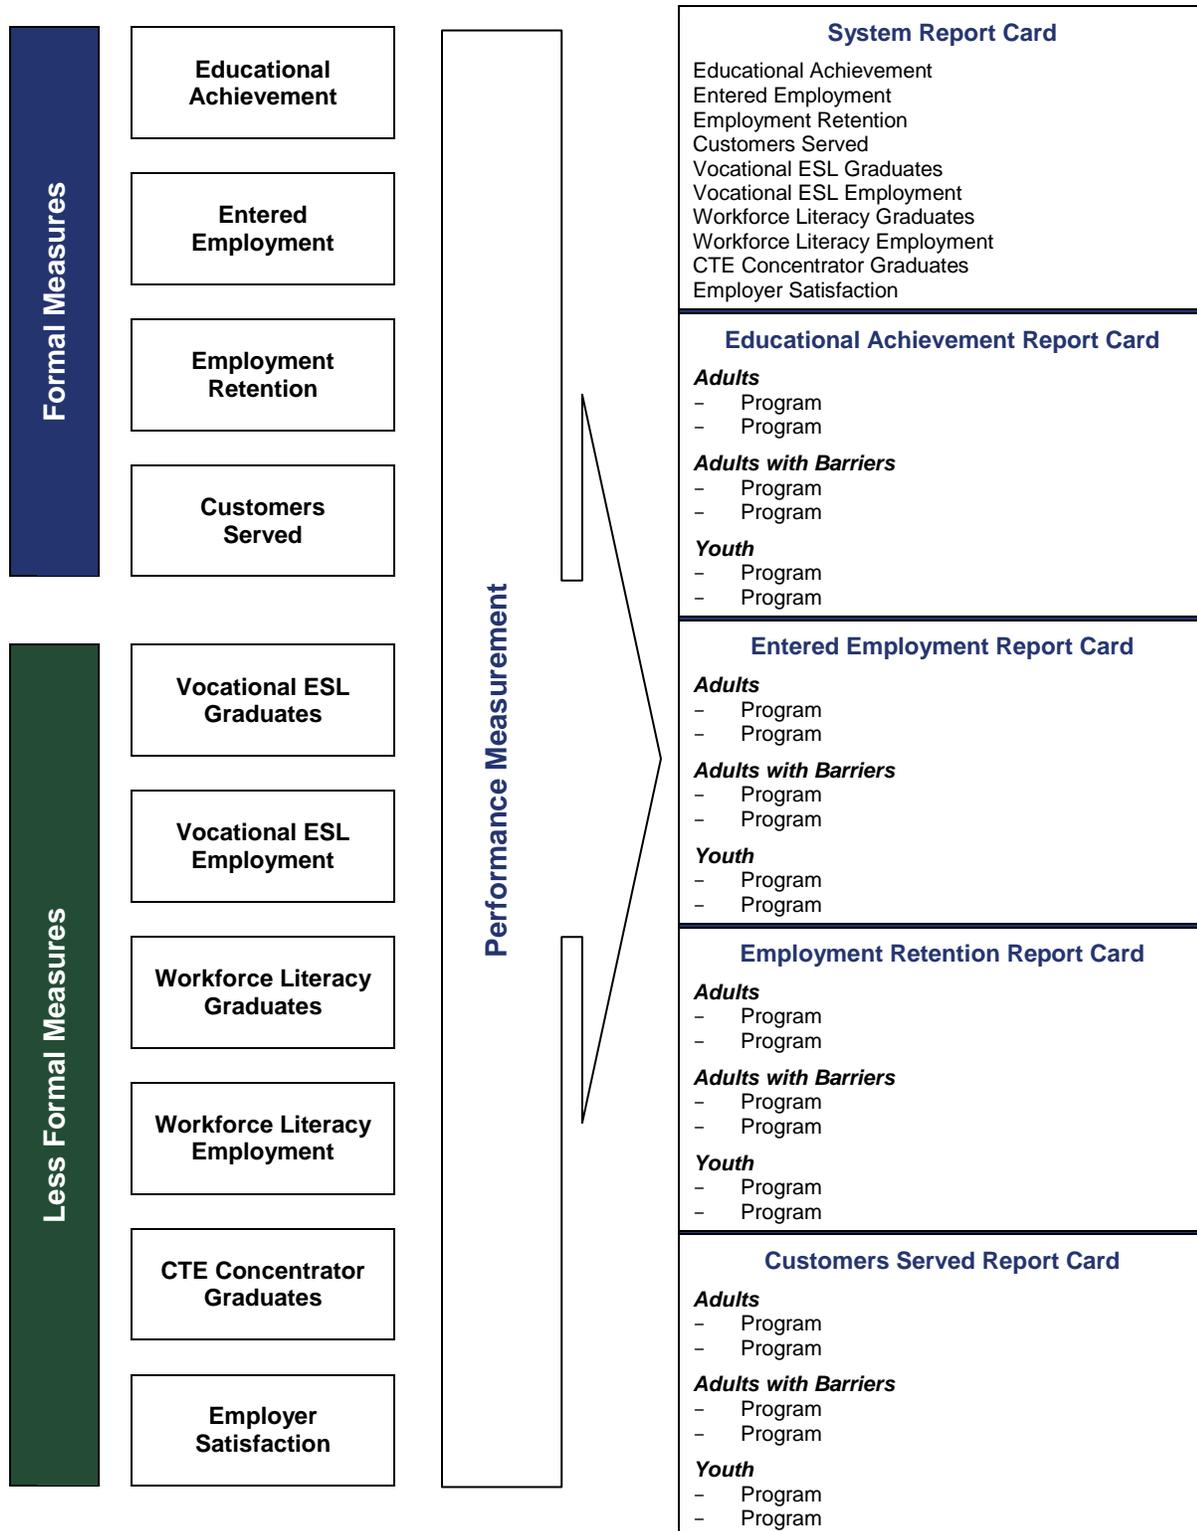 Formal Measures
Educational
Achievement
Entered
Employment
Employment
Retention
Customers
Served
Less Formal Measures
Vocational ESL
Graduates
Vocational ESL
Employment
Workforce Literacy
Graduates
Workforce Literacy
Employment
CTE Concentrator
Graduates
Employer
Satisfaction
Performance Measurement
System Report Card
Educational Achievement
Entered Employment
Employment Retention
Customers Served
Vocational ESL Graduates
Vocational ESL Employment
Workforce Literacy Graduates
Workforce Literacy Employment
CTE Concentrator Graduates
Employer Satisfaction
Educational Achievement Report Card
Adults
– Program
– Program
Adults with Barriers
– Program
– Program
Youth
– Program
– Program
Entered Employment Report Card
Adults
– Program
– Program
Adults with Barriers
– Program
– Program
Youth
– Program
– Program
Employment Retention Report Card
Adults
– Program
– Program
Adults with Barriers
– Program
– Program
Youth
– Program
– Program
Customers Served Report Card
Adults
– Program
– Program
Adults with Barriers
– Program
– Program
Youth
– Program
– Program